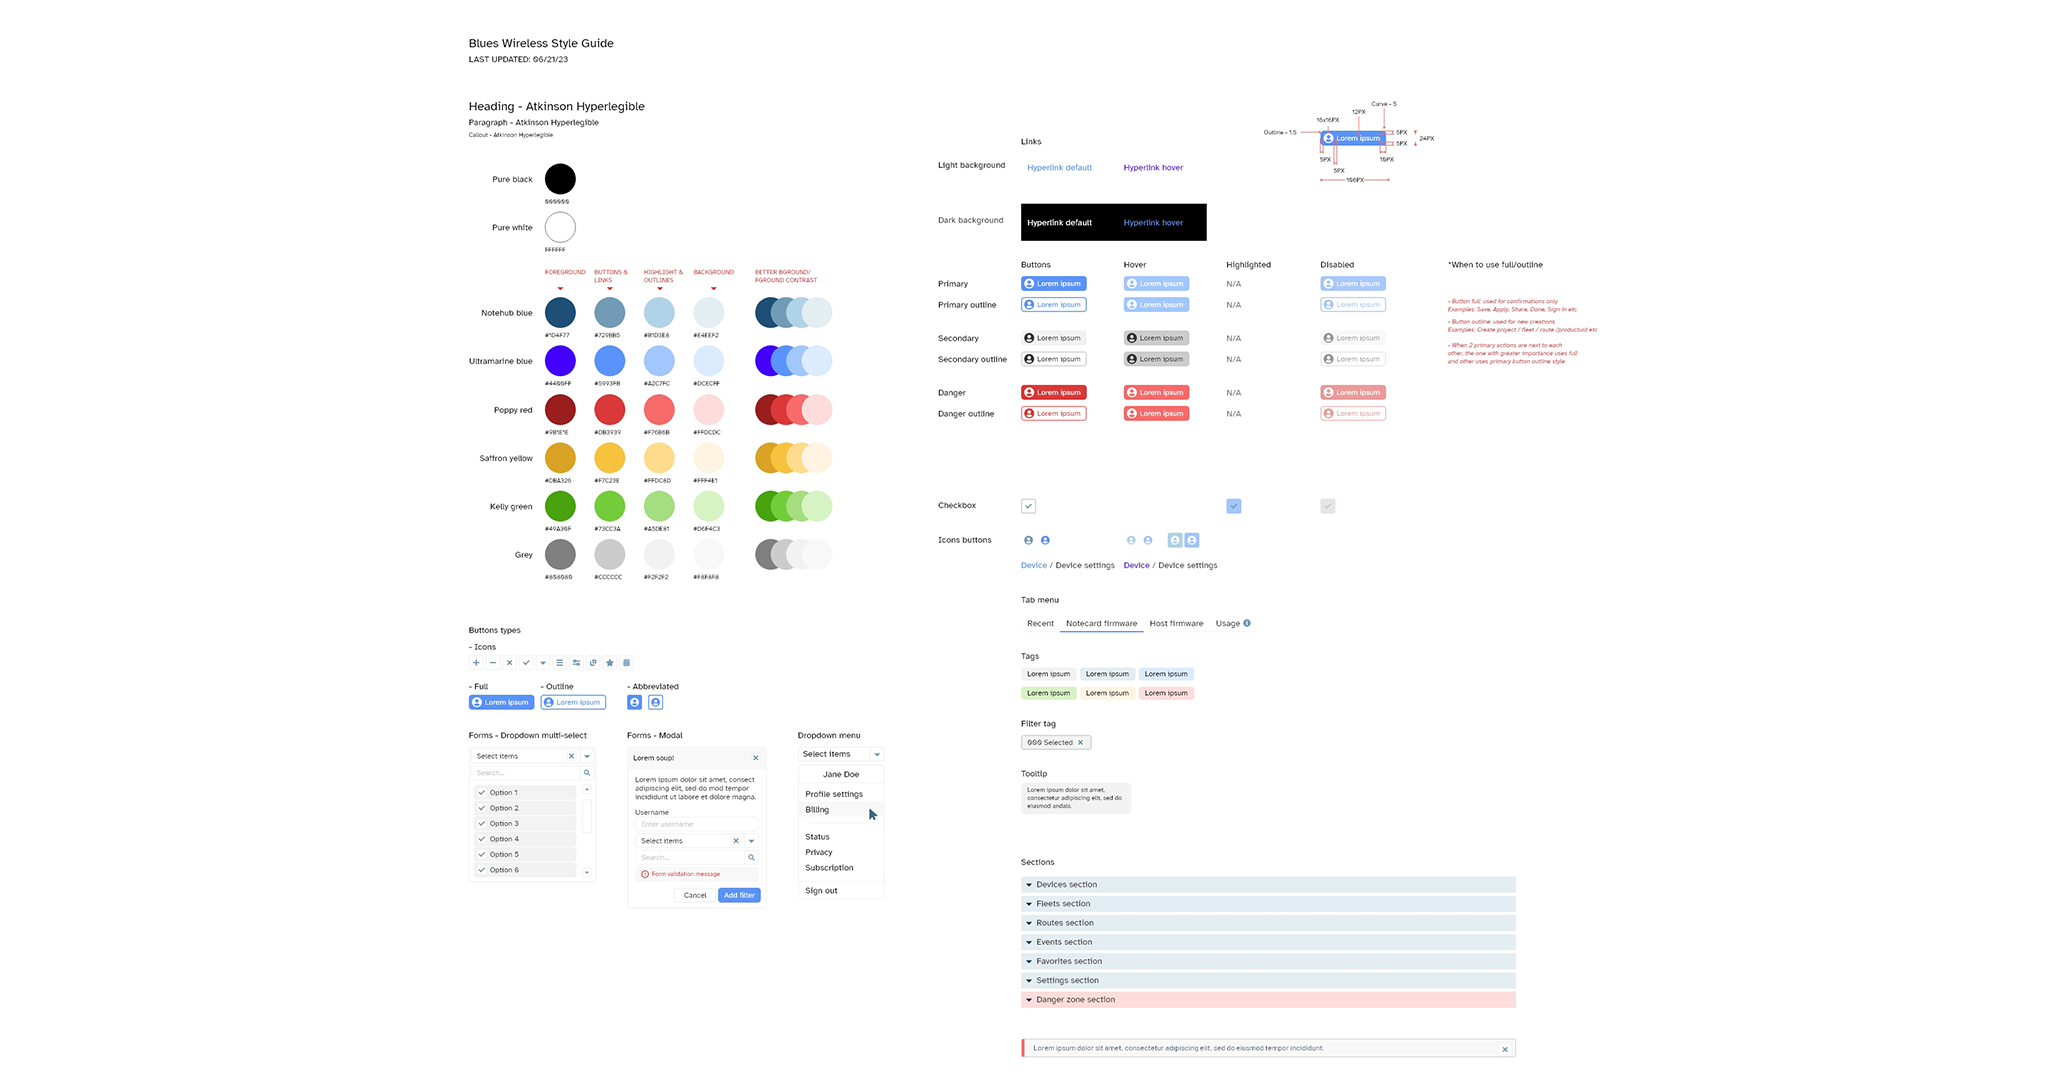 Blues Wireless Style Guide
LAST UPDATED: 06/21/23
Heading - Atkinson Hyperlegible
Paragraph - Atkinson Hyperlegible
Callout - Atkinson Hyperlegible
Pure black
000000
Pure white
FFFFFF
FOREGROUND
BUTTONS &
LINKS
HIGHLIGHT &
OUTLINES
BACKGROUND
BETTER BGROUND/
FGROUND CONTRAST
Notehub blue
#1D4F77
#729BB5
#B1D3E8
#E4EEF2
Ultramarine blue
#4400FF
#5993FB
#A2C7FC
#DCECFF
Poppy red
#9B1E1E
#DB3939
#F76B6B
#FFDCDC
Saffron yellow
#DBA326
#F7C23E
#FFDC8D
#FFF4E1
Kelly green
#49A30F
#73CC3A
#A5DE81
#D6F4C3
Grey
#808080
#CCCCCC
#F2F2F2
#F8F8F8
Buttons types
- Icons
- Full
- Outline
- Abbreviated
Lorem ipsum
Lorem ipsum
Forms - Dropdown multi-select
Select items
Search...
Option 1
Option 2
Option 3
Option 4
Option 5
Option 6
Forms - Modal
Lorem soup!
Lorem ipsum dolor sit amet, consect
adipiscing elit, sed do mod tempor
incididunt ut labore et dolore magna.
Username
Enter username
Select items
Search...
Form validation message
Cancel
Add filter
Dropdown menu
Select items
Jane Doe
Profile settings
Billing
Status
Privacy
Subscription
Sign out
Links
Light background
Hyperlink default
Hyperlink hover
Dark background
Hyperlink default
Hyperlink hover
Curve - 5
12PX
16x16PX
Outline - 1.5
Lorem ipsum
5PX
5PX
24PX
5PX
10PX
5PX
106PX
Buttons
Hover
Highlighted
Disabled
*When to use full/outline
Primary
Lorem ipsum
Lorem ipsum
N/A
Lorem ipsum
Primary outline
Lorem ipsum
Lorem ipsum
N/A
Lorem ipsum
Secondary
Lorem ipsum
Lorem ipsum
N/A
Lorem ipsum
Secondary outline
Lorem ipsum
Lorem ipsum
N/A
Lorem ipsum
Danger
Lorem ipsum
Lorem ipsum
N/A
Lorem ipsum
Danger outline
Lorem ipsum
Lorem ipsum
N/A
Lorem ipsum
- Button full: used for confirmations only
Examples: Save, Apply, Share, Done, Sign in etc.
- Button outline: used for new creations
Examples: Create project / fleet / route /productuid etc
- When 2 primary actions are next to each
other, the one with greater importance uses full
and other uses primary button outline style.
Checkbox
Icons buttons
Device / Device settings
Device / Device settings
Tab menu
Recent
Notecard firmware
Host firmware
Usage
Tags
Lorem ipsum
Lorem ipsum
Lorem ipsum
Lorem ipsum
Lorem ipsum
Lorem ipsum
Filter tag
000 Selected
Tooltip
Lorem ipsum dolor sit amet,
consectetur adipiscing elit, sed do
eiusmod andals.
Sections
Devices section
Fleets section
Routes section
Events section
Favorites section
Settings section
Danger zone section
Lorem ipsum dolor sit amet, consectetur adipiscing elit, sed do eiusmod tempor incididunt.